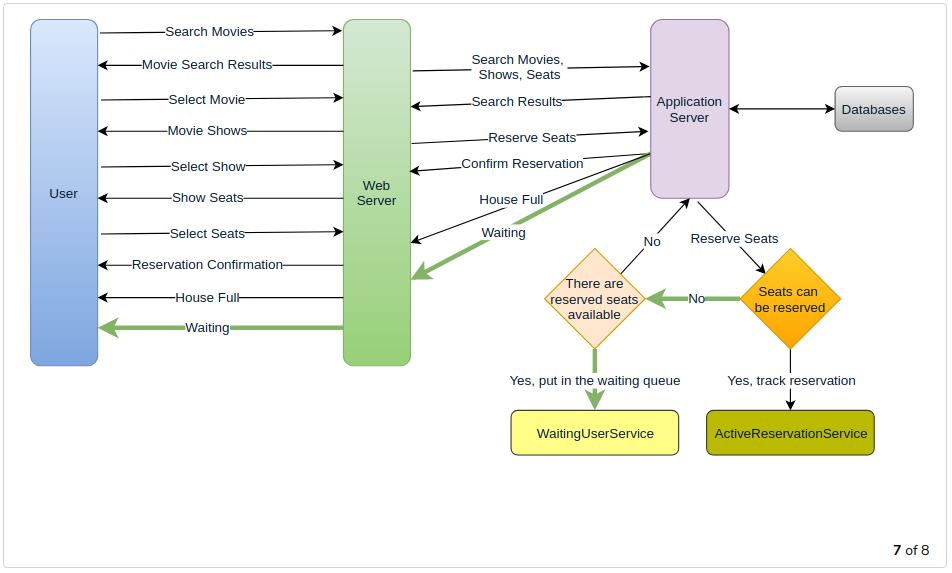 Search Movies
Movie Search Results
Select Movie
Movie Shows
Select Show
Show Seats
Select Seats
Reservation Confirmation
House Full
Waiting
User
Web
Server
Search Movies,
Shows, Seats
Search Results
Reserve Seats
Confirm Reservation
House Full
Waiting
Application
Server
Databases
No
Reserve Seats
There are
reserved seats
available
No
Seats can
be reserved
Yes, put in the waiting queue
Yes, track reservation
WaitingUserService
ActiveReservationService
7 of 8